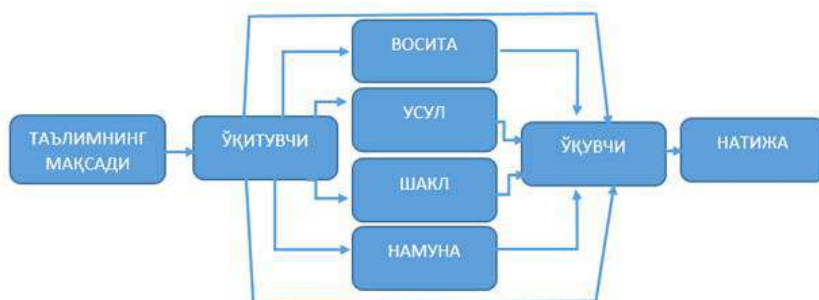 ТАЪЛИМНИНГ
МАҚСАДИ
ЎҚИТУВЧИ
ВОСИТА
УСУЛ
ШАКЛ
НАМУНА
ЎҚУВЧИ
НАТИЖА